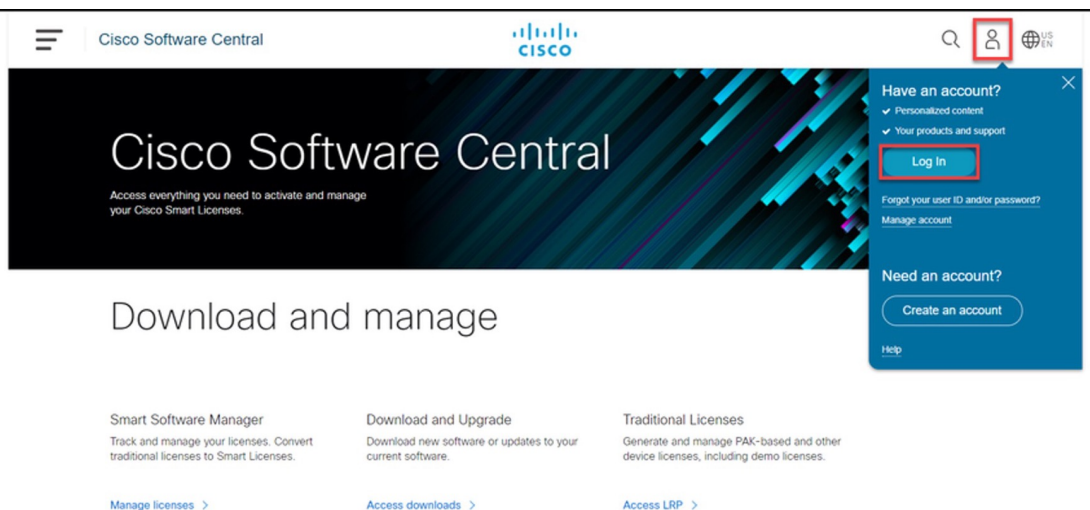 Cisco Software Central
CISCO
US
EN
Have an account?
Personalized content
Your products and support
Log In
Forgot your user ID and/or password?
Manage account
Need an account?
Create an account
Help
Cisco Software Central
Access everything you need to activate and manage
your Cisco Smart Licenses.
Download and manage
Smart Software Manager
Track and manage your licenses. Convert
traditional licenses to Smart Licenses.
Manage licenses >
Download and Upgrade
Download new software or updates to your
current software.
Access downloads >
Traditional Licenses
Generate and manage PAK-based and other
device licenses, including demo licenses.
Access LRP >